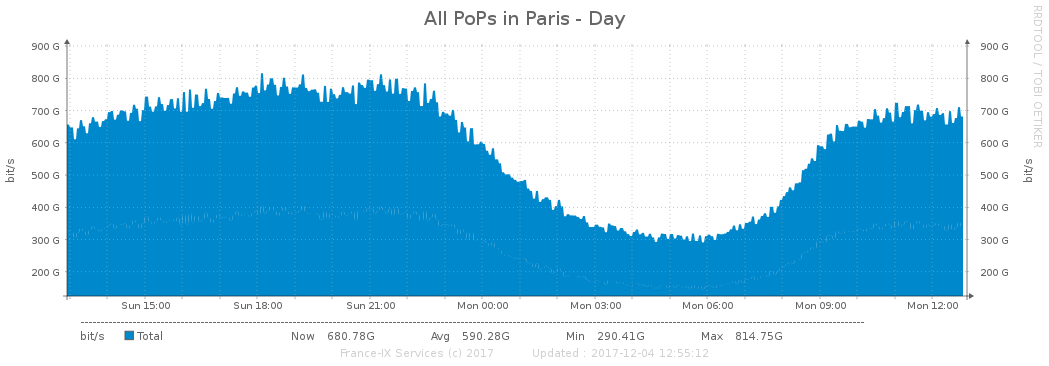 All PoPs in Paris - Day
RRDTOOL / TOBI OETIKER
900 G 900 G
800 G 800 G
700 G 700 G
600 G 600 G
500 G 500 G
400 G 400 G
300 G 300 G
200 G 200 G
bit/s bit/s
Sun 15:00 Sun 18:00 Sun 21:00 Mon 00:00 Mon 03:00 Mon 06:00 Mon 09:00 Mon 12:00
bit/s Total Now 680.78G Avg 590.28G Min 290.41G Max 814.75G
France-IX Services (c) 2017 Updated : 2017-12-04 12:55:12